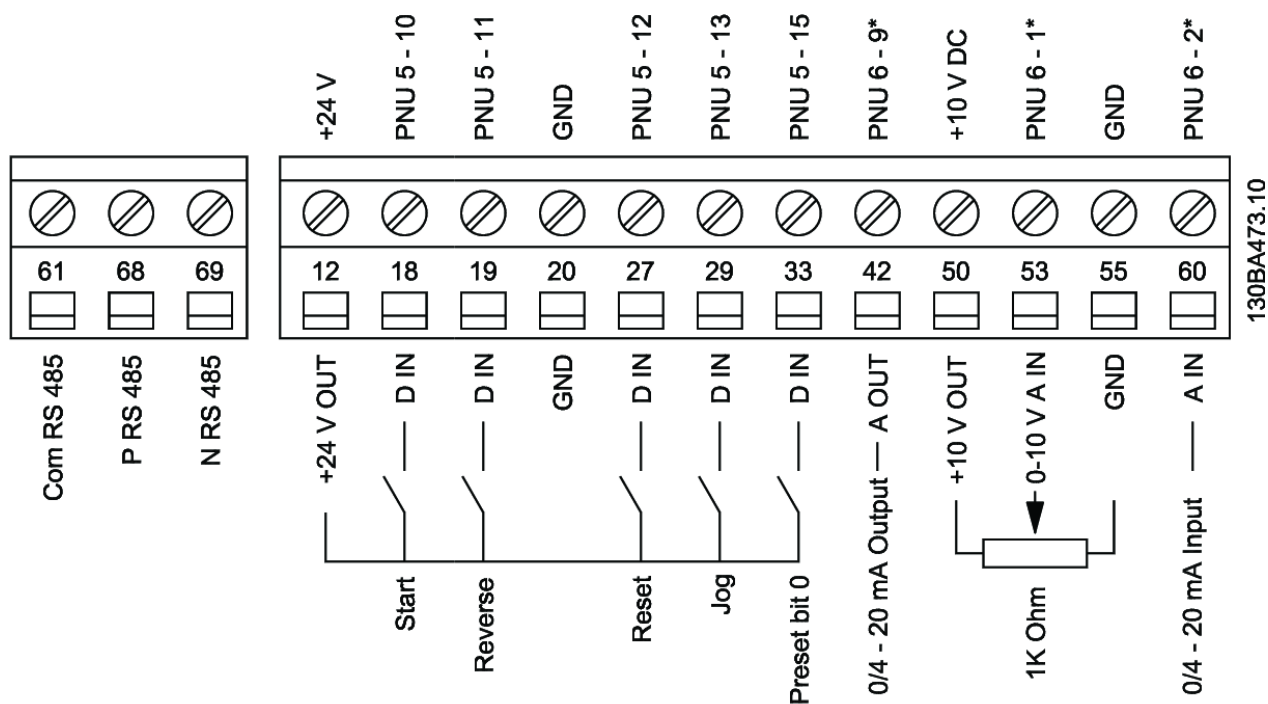 +24 V
PNU 5 - 10
PNU 5 - 11
GND
PNU 5 - 12
PNU 5 - 13
PNU 5 - 15
PNU 6 - 9*
+10 V DC
PNU 6 - 1*
GND
PNU 6 - 2*
61 68 69
12 18 19 20 27 29 33 42 50 53 55 60
130BA473.10
Com RS 485
P RS 485
N RS 485
+24 V OUT
D IN
D IN
GND
D IN
D IN
D IN
A OUT
+10 V OUT
0-10 V A IN
GND
A IN
Start
Reverse
Reset
Jog
Preset bit 0
0/4 - 20 mA Output
1K Ohm
0/4 - 20 mA Input